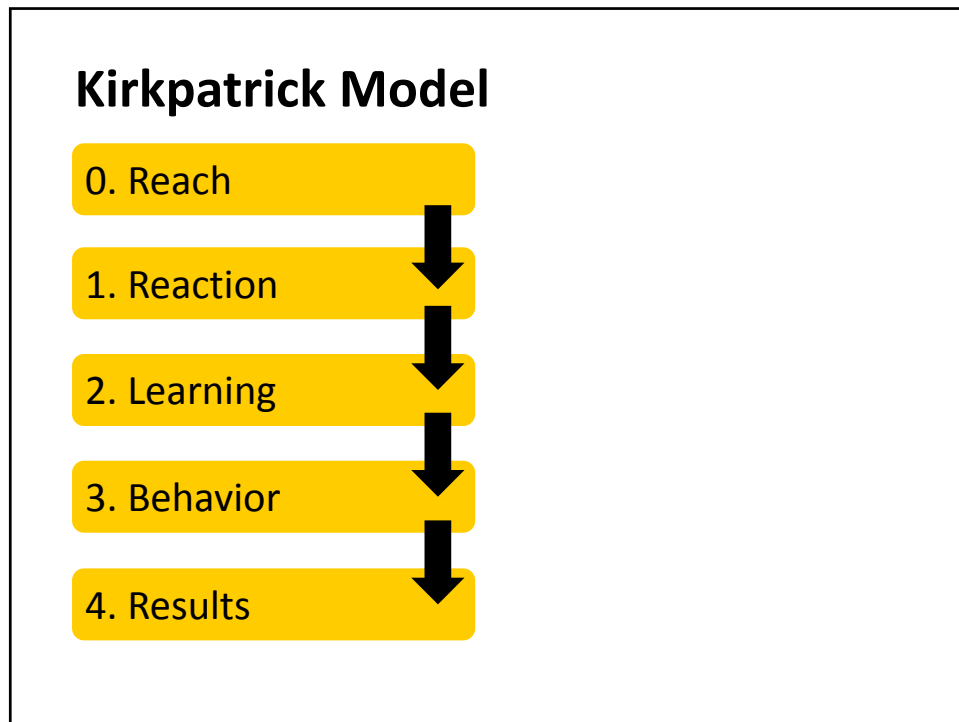 Kirkpatrick Model
0. Reach
1. Reaction
2. Learning
3. Behavior
4. Results